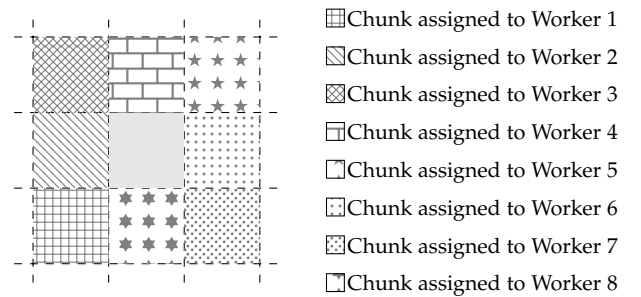 Chunk assigned to Worker 1
Chunk assigned to Worker 2
Chunk assigned to Worker 3
Chunk assigned to Worker 4
Chunk assigned to Worker 5
Chunk assigned to Worker 6
Chunk assigned to Worker 7
Chunk assigned to Worker 8